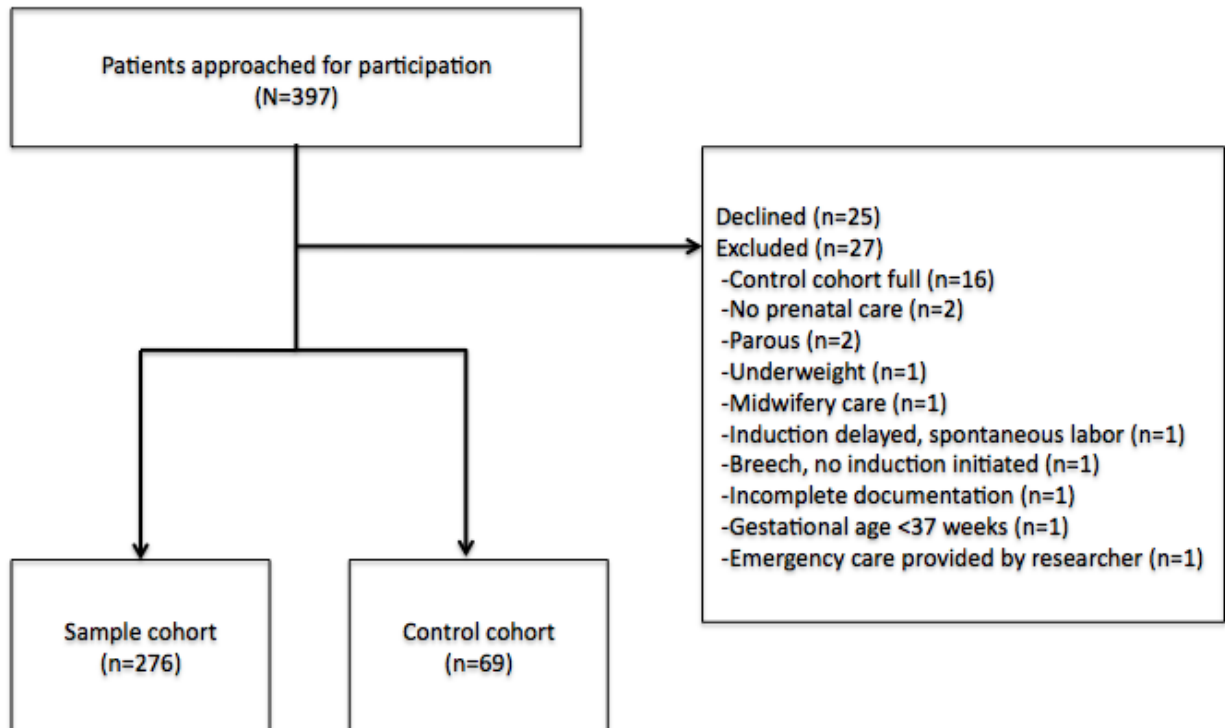 Patients approached for participation
(N=397)
Declined (n=25)
Excluded (n=27)
-Control cohort full (n=16)
-No prenatal care (n=2)
-Parous (n=2)
-Underweight (n=1)
-Midwifery care (n=1)
-Induction delayed, spontaneous labor (n=1)
-Breech, no induction initiated (n=1)
-Incomplete documentation (n=1)
-Gestational age <37 weeks (n=1)
-Emergency care provided by researcher (n=1)
Sample cohort
(n=276)
Control cohort
(n=69)